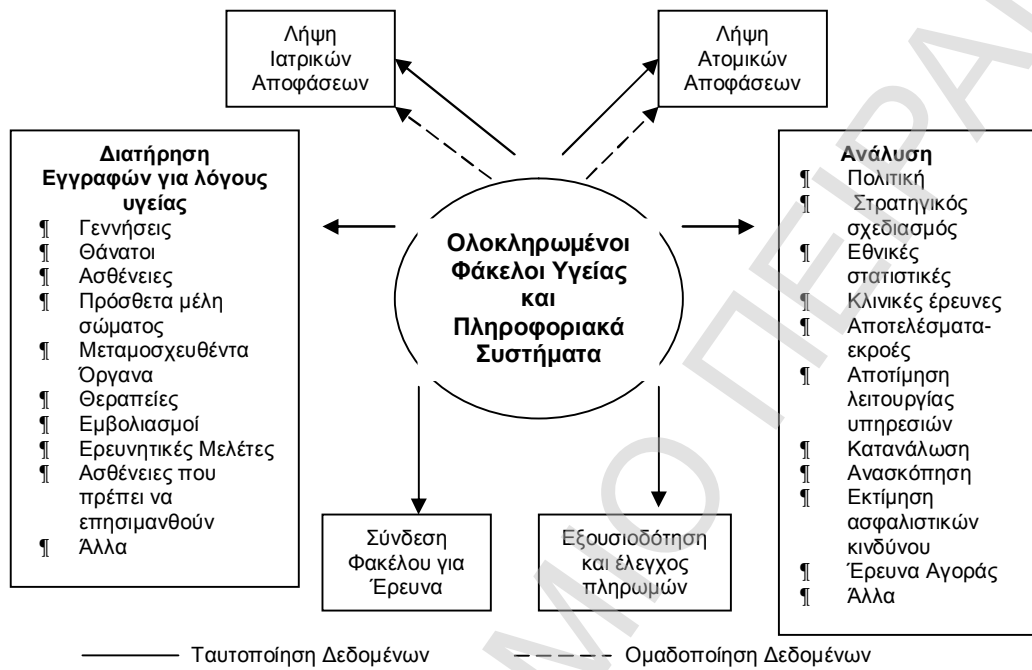 Λήψη
Ιατρικών
Αποφάσεων
Λήψη
Ατομικών
Αποφάσεων
Διατήρηση
Εγγραφών για λόγους
υγείας
¶ Γεννήσεις
¶ Θάνατοι
¶ Ασθένειες
¶ Πρόσθετα μέλη
σώματος
¶ Μεταμοσχευθέντα
Όργανα
¶ Θεραπείες
¶ Εμβολιασμοί
¶ Ερευνητικές Μελέτες
¶ Ασθένειες που
πρέπει να
επησιμανθούν
¶ Άλλα
Ολοκληρωμένοι
Φάκελοι Υγείας
και
Πληροφοριακά
Συστήματα
Ανάλυση
¶ Πολιτική
¶ Στρατηγικός
σχεδιασμός
¶ Εθνικές
στατιστικές
¶ Κλινικές έρευνες
¶ Αποτελέσματα-
εκροές
¶ Αποτίμηση
λειτουργίας
υπηρεσιών
¶ Κατανάλωση
¶ Ανασκόπηση
¶ Εκτίμηση
ασφαλιστικών
κινδύνου
¶ Έρευνα Αγοράς
¶ Άλλα
Σύνδεση
Φακέλου για
Έρευνα
Εξουσιοδότηση
και έλεγχος
πληρωμών
Ταυτοποίηση Δεδομένων
Ομαδοποίηση Δεδομένων
ΜΙΟ ΠΕΙΡΑΙ